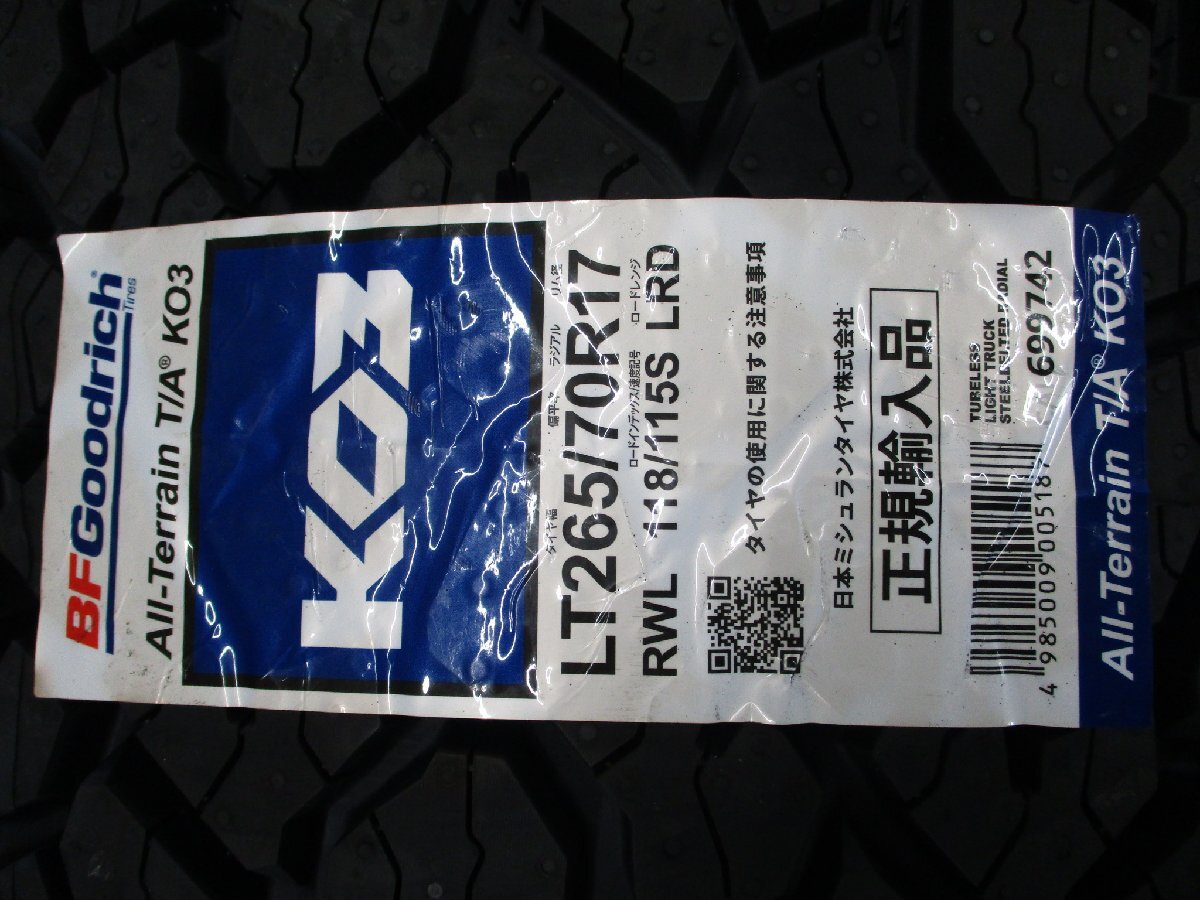 BFGoodrich®
Tires
All-Terrain T/A® KO3
KO3
タイヤ幅 偏平率 ラジアル リム径
LT265/70R17
ロードインデックス/速度記号 ロードレンジ
RWL 118/115S LRD
タイヤの使用に関する注意事項
日本ミシュランタイヤ株式会社
正規輸入品
TUBELESS
LIGHT TRUCK
STEEL BELTED RADIAL
699742
4 985009 00518
All-Terrain T/A® KO3